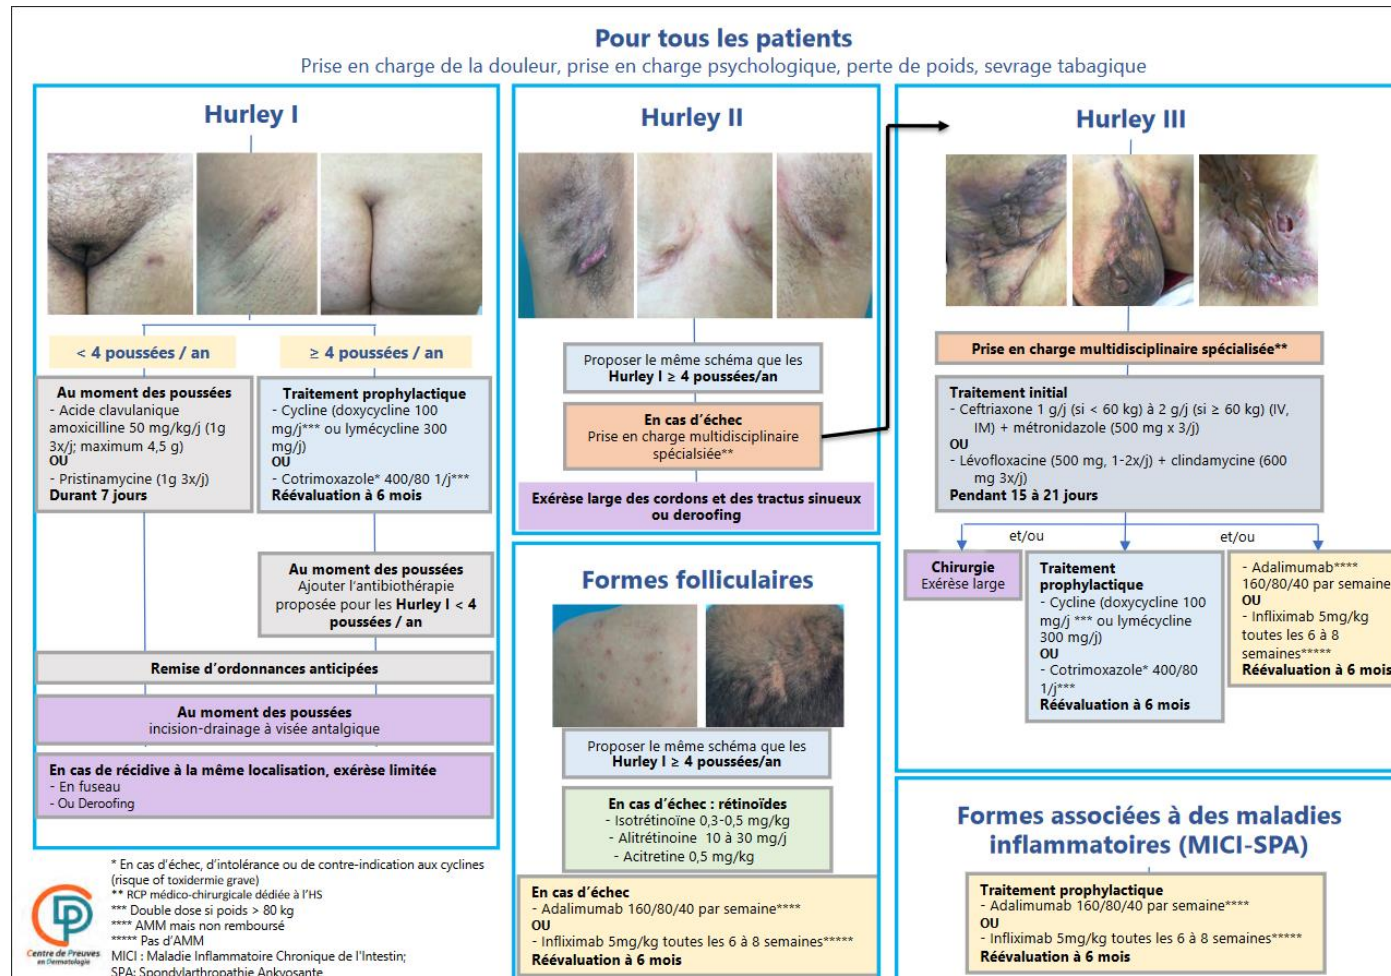 Pour tous les patients
Prise en charge de la douleur, prise en charge psychologique, perte de poids, sevrage tabagique
Hurley I
< 4 poussées / an
≥ 4 poussées / an
Au moment des poussées
- Acide clavulanique
amoxicilline 50 mg/kg/j (1g
3x/j; maximum 4,5 g)
OU
- Pristinamycine (1g 3x/j)
Durant 7 jours
Traitement prophylactique
- Cycline (doxycycline 100
mg/j*** ou lymécycline 300
mg/j)
OU
- Cotrimoxazole* 400/80 1/j***
Réévaluation à 6 mois
Au moment des poussées
Ajouter l'antibiothérapie
proposée pour les Hurley I < 4
poussées / an
Remise d'ordonnances anticipées
Au moment des poussées
incision-drainage à visée antalgique
En cas de récidive à la même localisation, exérèse limitée
- En fuseau
- Ou Deroofing
Hurley II
Proposer le même schéma que les
Hurley I ≥ 4 poussées/an
En cas d'échec
Prise en charge multidisciplinaire
spécialsiée**
Exérèse large des cordons et des tractus sinueux
ou deroofing
Formes folliculaires
Proposer le même schéma que les
Hurley I ≥ 4 poussées/an
En cas d'échec : rétinoïdes
- Isotrétinoïne 0,3-0,5 mg/kg
- Alitrétinoine 10 à 30 mg/j
- Acitretine 0,5 mg/kg
En cas d'échec
- Adalimumab 160/80/40 par semaine****
OU
- Infliximab 5mg/kg toutes les 6 à 8 semaines*****
Réévaluation à 6 mois
Hurley III
Prise en charge multidisciplinaire spécialisée**
Traitement initial
- Ceftriaxone 1 g/j (si < 60 kg) à 2 g/j (si ≥ 60 kg) (IV,
IM) + métronidazole (500 mg x 3/j)
OU
- Lévofloxacine (500 mg, 1-2x/j) + clindamycine (600
mg 3x/j)
Pendant 15 à 21 jours
et/ou
et/ou
Chirurgie
Exérèse large
Traitement
prophylactique
- Cycline (doxycycline 100
mg/j *** ou lymécycline
300 mg/j)
OU
- Cotrimoxazole* 400/80
1/j***
Réévaluation à 6 mois
- Adalimumab****
160/80/40 par semaine
OU
- Infliximab 5mg/kg
toutes les 6 à 8
semaines*****
Réévaluation à 6 mois
Formes associées à des maladies
inflammatoires (MICI-SPA)
Traitement prophylactique
- Adalimumab 160/80/40 par semaine****
OU
- Infliximab 5mg/kg toutes les 6 à 8 semaines*****
Réévaluation à 6 mois
* En cas d'échec, d'intolérance ou de contre-indication aux cyclines
(risque of toxidermie grave)
** RCP médico-chirurgicale dédiée à l'HS
*** Double dose si poids > 80 kg
**** AMM mais non remboursé
***** Pas d'AMM
MICI : Maladie Inflammatoire Chronique de l'Intestin;
SPA: Spondylarthropathie Ankyosante
Centre de Preuves
en Dermatologie